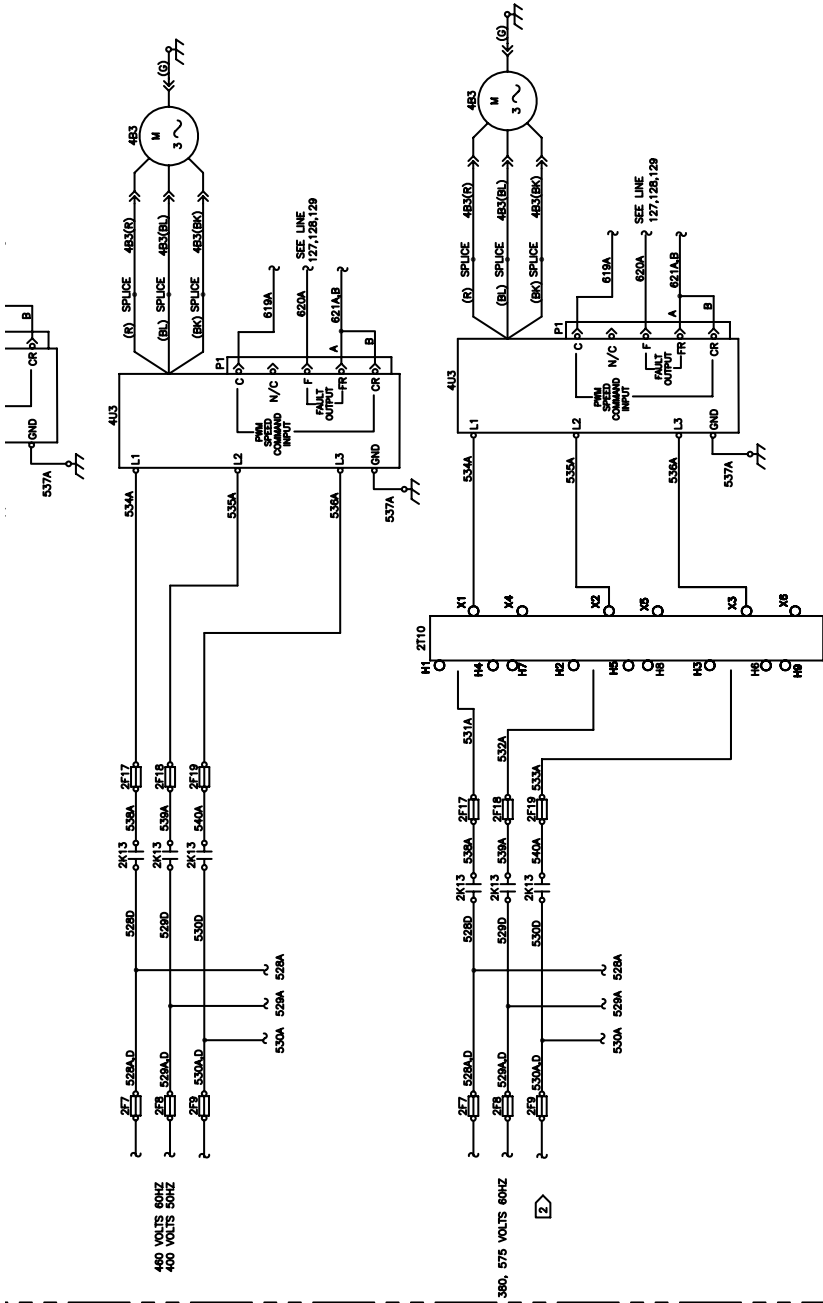 (G)
4B3
M
3
4B3(R)
4B3(BL)
4B3(BK)
SPLICE
SPLICE
SPLICE
(R)
(BL)
(BK)
619A
620A
621A,B
SEE LINE
127,128,129
A
B
P1
C
N/C
F
FR
CR
FAULT
OUTPUT
PWM
SPEED
COMMAND
INPUT
4U3
L1
L2
L3
GND
537A
534A
535A
536A
2F17
2F18
2F19
538A
539A
540A
2K13
2K13
2K13
528D
529D
530D
528A
529A
530A
528A,D
529A,D
530A,D
2F7
2F8
2F9
460 VOLTS 60HZ
400 VOLTS 50HZ
B
CR
GND
537A
(G)
4B3
M
3
4B3(R)
4B3(BL)
4B3(BK)
SPLICE
SPLICE
SPLICE
(R)
(BL)
(BK)
619A
620A
621A,B
SEE LINE
127,128,129
A
B
P1
C
N/C
F
FR
CR
FAULT
OUTPUT
PWM
SPEED
COMMAND
INPUT
4U3
L1
L2
L3
GND
537A
534A
535A
536A
X1
X4
X2
X5
X3
X6
2T10
H1
H4
H7
H2
H5
H8
H3
H6
H9
531A
532A
533A
2F17
2F18
2F19
538A
539A
540A
2K13
2K13
2K13
528D
529D
530D
528A
529A
530A
528A,D
529A,D
530A,D
2F7
2F8
2F9
380, 575 VOLTS 60HZ
2